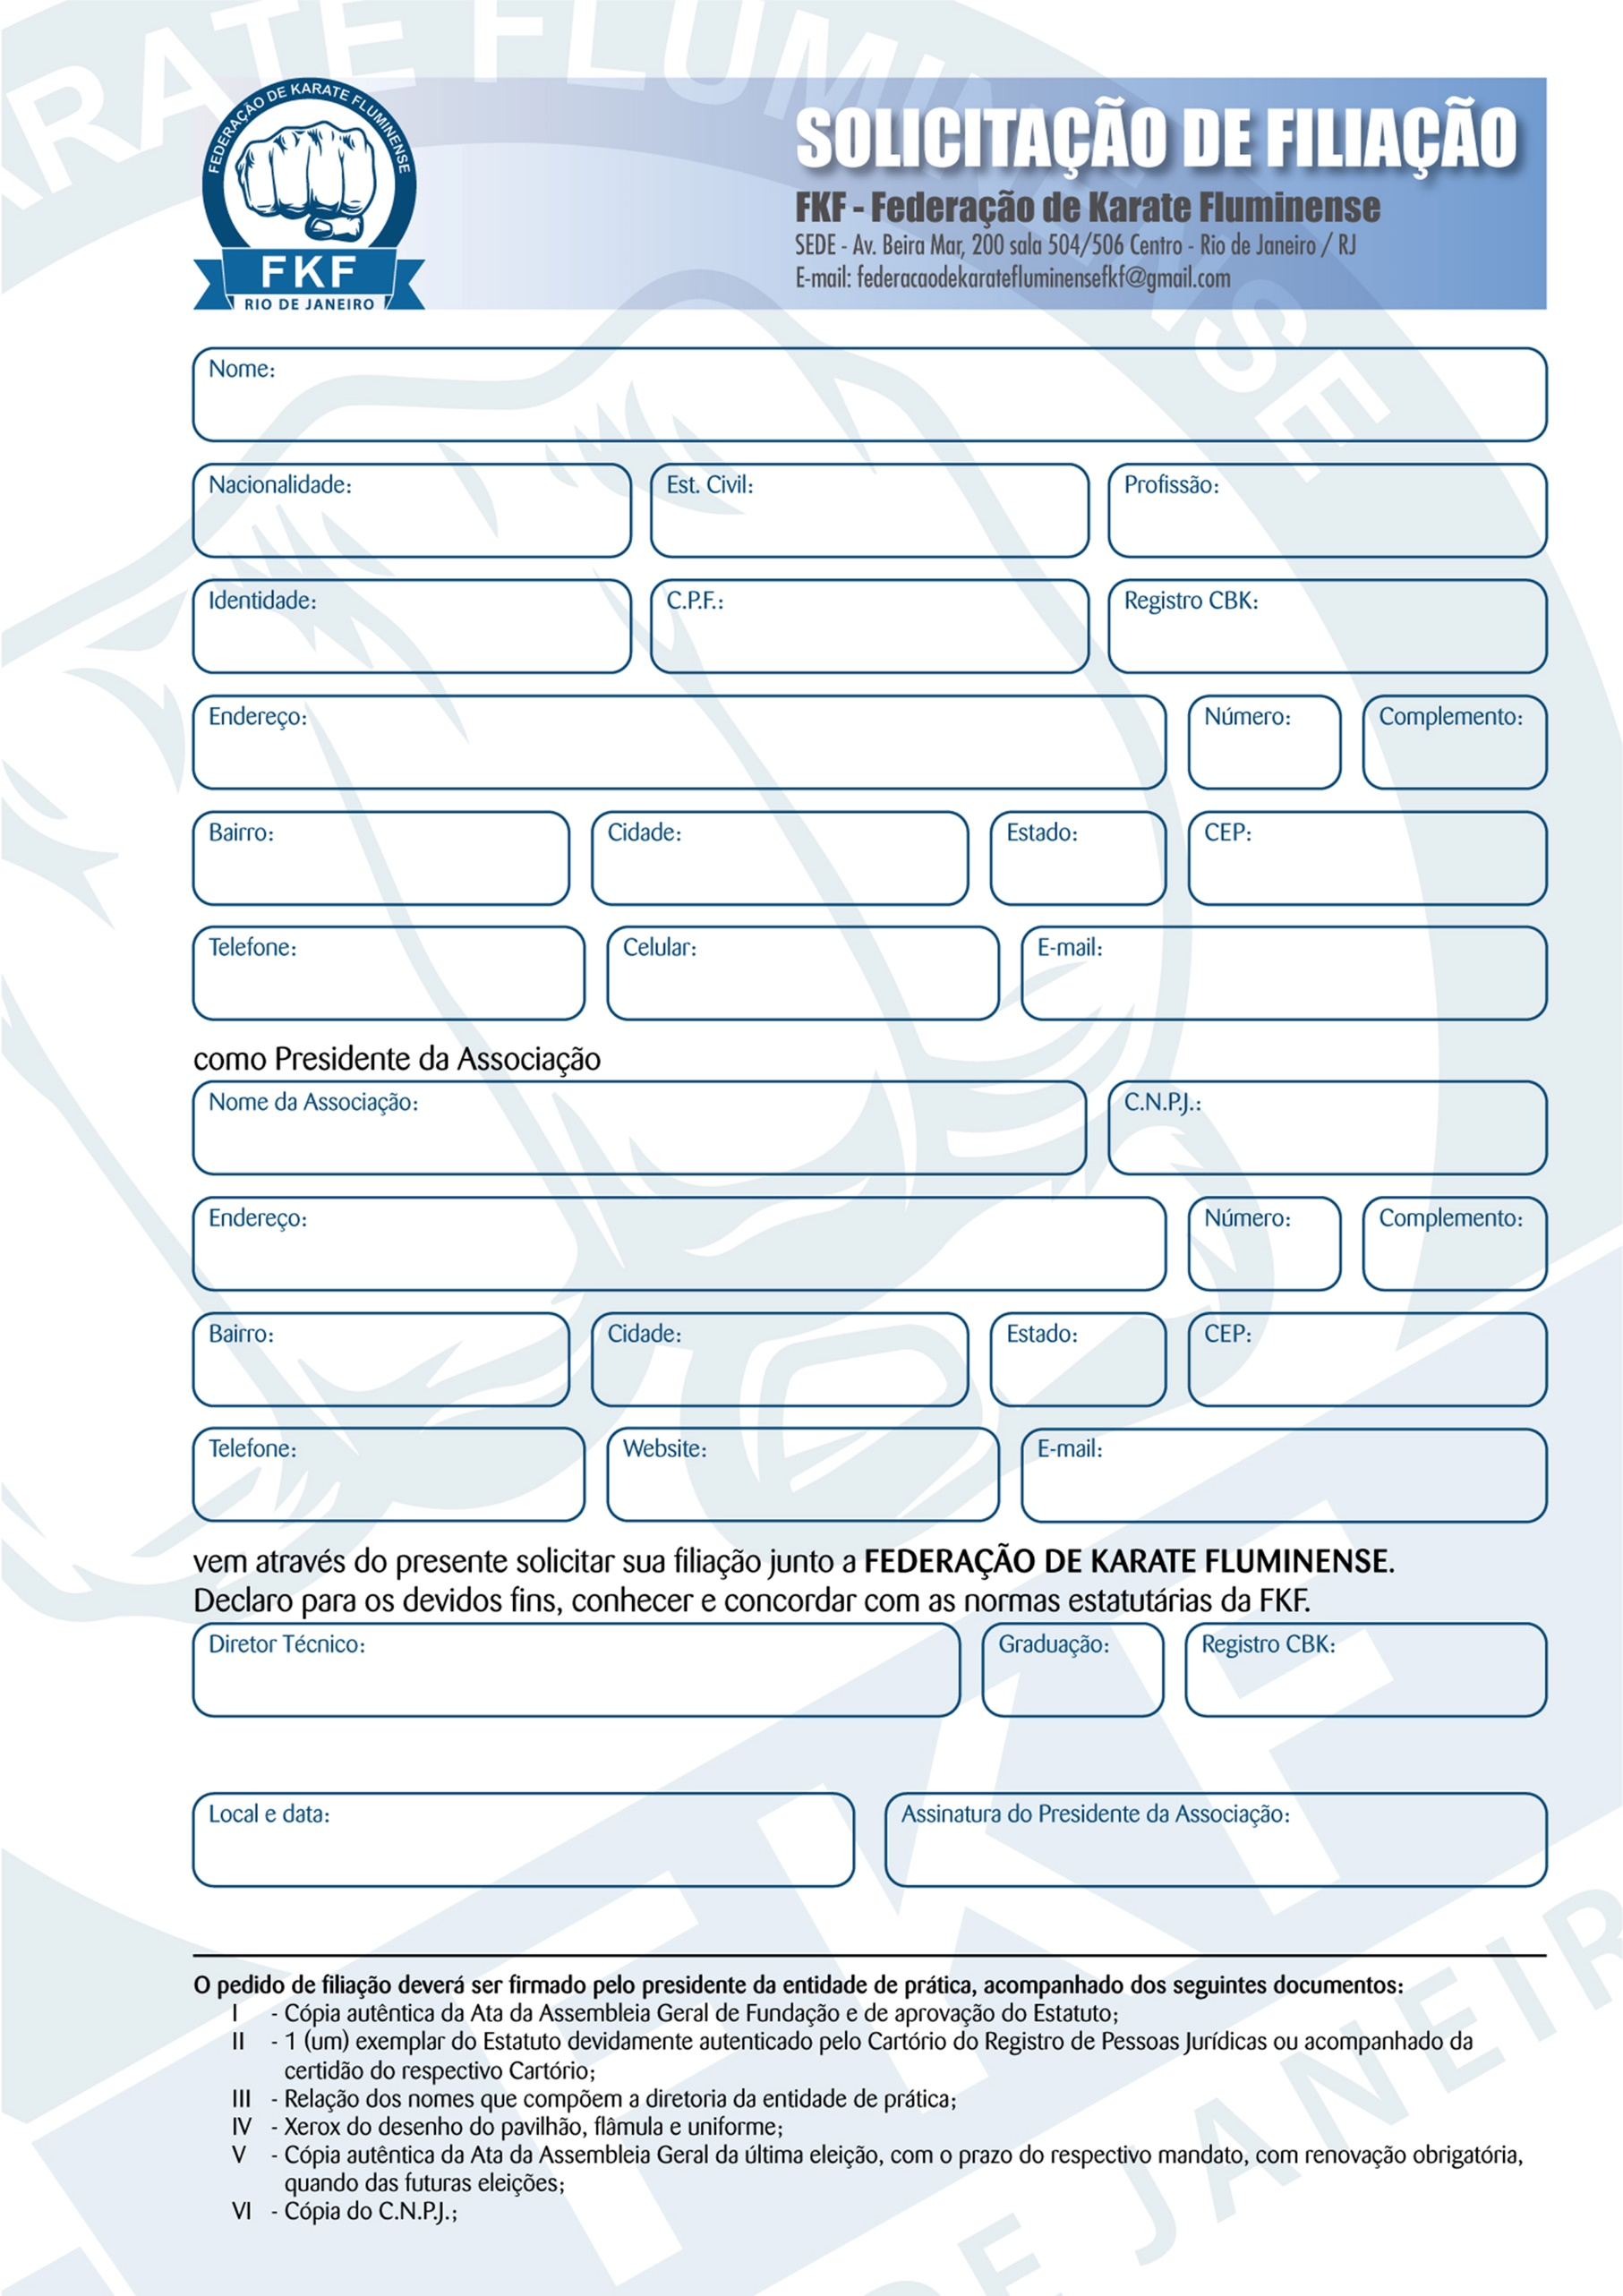 FEDERAÇÃO DE KARATE FLUMINENSE
FKF
RIO DE JANEIRO
SOLICITAÇÃO DE FILIAÇÃO
FKF - Federação de Karate Fluminense
SEDE - Av. Beira Mar, 200 sala 504/506 Centro - Rio de Janeiro / RJ
E-mail: federacaodekaratefluminensefkf@gmail.com
Nome:
Nacionalidade: Est. Civil: Profissão:
Identidade: C.P.F.: Registro CBK:
Endereço: Número: Complemento:
Bairro: Cidade: Estado: CEP:
Telefone: Celular: E-mail:
como Presidente da Associação
Nome da Associação: C.N.P.J.:
Endereço: Número: Complemento:
Bairro: Cidade: Estado: CEP:
Telefone: Website: E-mail:
vem através do presente solicitar sua filiação junto a FEDERAÇÃO DE KARATE FLUMINENSE.
Declaro para os devidos fins, conhecer e concordar com as normas estatutárias da FKF.
Diretor Técnico: Graduação: Registro CBK:
Local e data: Assinatura do Presidente da Associação:
O pedido de filiação deverá ser firmado pelo presidente da entidade de prática, acompanhado dos seguintes documentos:
I - Cópia autêntica da Ata da Assembleia Geral de Fundação e de aprovação do Estatuto;
II - 1 (um) exemplar do Estatuto devidamente autenticado pelo Cartório do Registro de Pessoas Jurídicas ou acompanhado da
certidão do respectivo Cartório;
III - Relação dos nomes que compõem a diretoria da entidade de prática;
IV - Xerox do desenho do pavilhão, flâmula e uniforme;
V - Cópia autêntica da Ata da Assembleia Geral da última eleição, com o prazo do respectivo mandato, com renovação obrigatória,
quando das futuras eleições;
VI - Cópia do C.N.P.J.;
ARATE FLUMINENSE
FKF
DE JANEIR